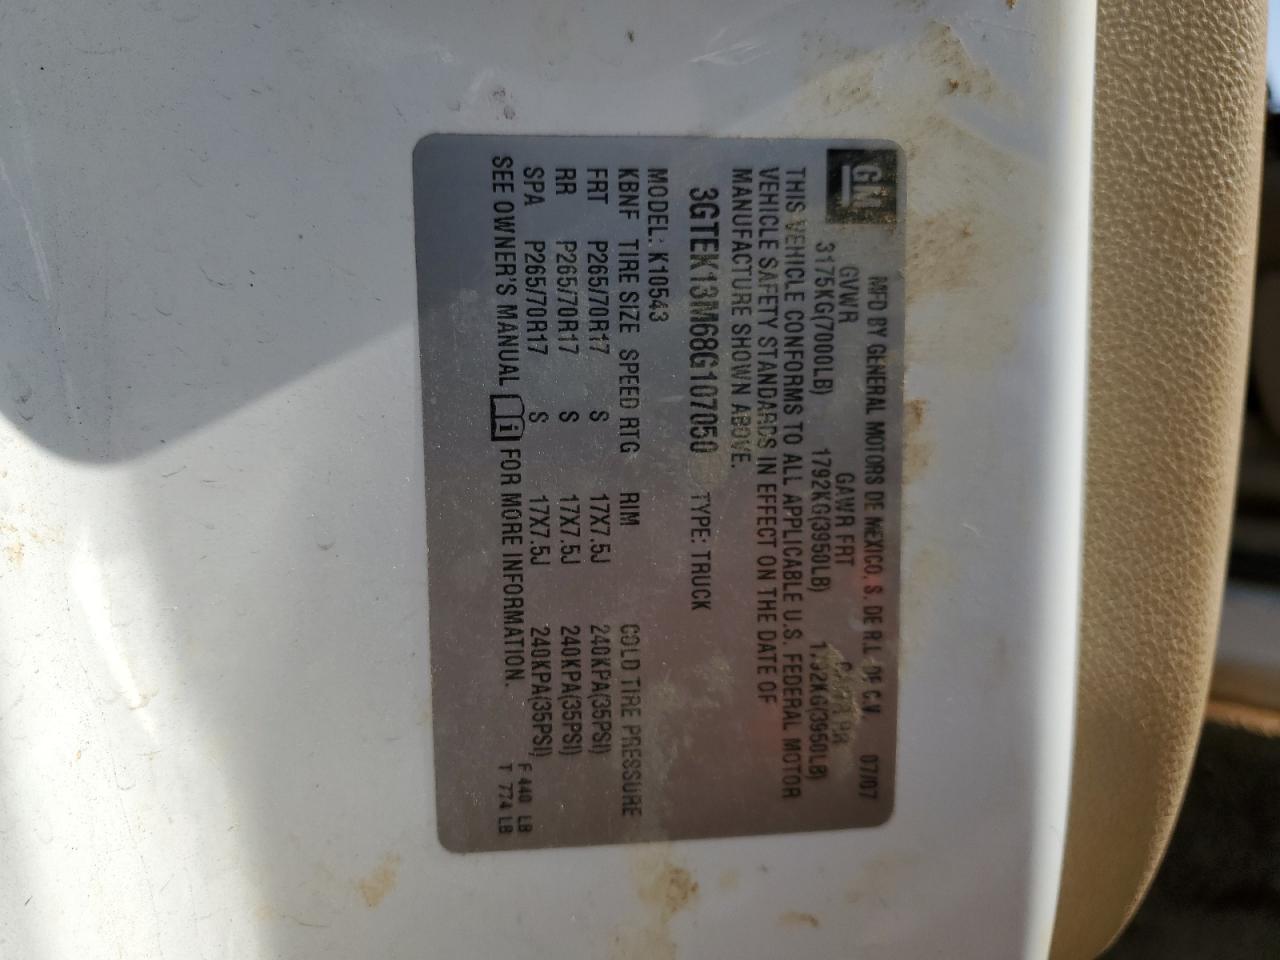 GM
MFD BY GENERAL MOTORS DE MEXICO, S. DE R.L. DE C.V. 07/07
GVWR GAWR FRT GAWR RR
3175KG(7000LB) 1792KG(3950LB) 1792KG(3950LB)
THIS VEHICLE CONFORMS TO ALL APPLICABLE U.S. FEDERAL MOTOR
VEHICLE SAFETY STANDARDS IN EFFECT ON THE DATE OF
MANUFACTURE SHOWN ABOVE.
3GTEK13M68G107050 TYPE: TRUCK
MODEL: K10543
KBNF TIRE SIZE SPEED RTG RIM COLD TIRE PRESSURE
FRT P265/70R17 S 17X7.5J 240KPA(35PSI)
RR P265/70R17 S 17X7.5J 240KPA(35PSI)
SPA P265/70R17 S 17X7.5J 240KPA(35PSI)
SEE OWNER'S MANUAL i FOR MORE INFORMATION.
F 440 LB
T 774 LB